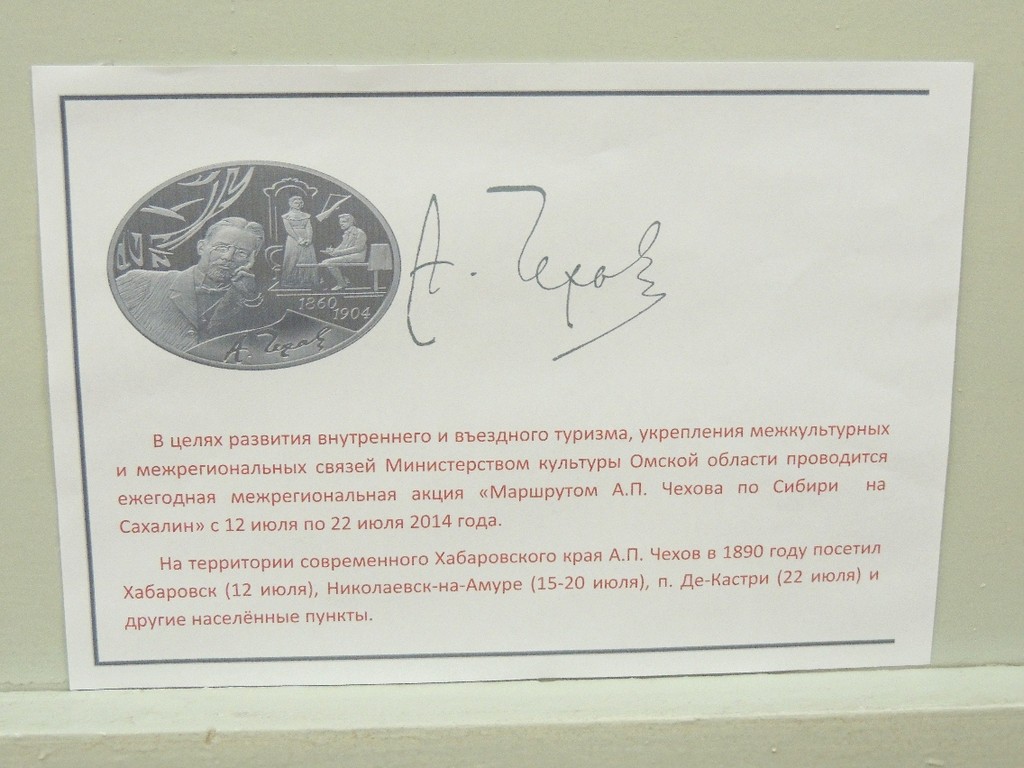 1860
1904
А. Чехов
А. Чехов
В целях развития внутреннего и въездного туризма, укрепления межкультурных
и межрегиональных связей Министерством культуры Омской области проводится
ежегодная межрегиональная акция «Маршрутом А.П. Чехова по Сибири на
Сахалин» с 12 июля по 22 июля 2014 года.
На территории современного Хабаровского края А.П. Чехов в 1890 году посетил
Хабаровск (12 июля), Николаевск-на-Амуре (15-20 июля), п. Де-Кастри (22 июля) и
другие населённые пункты.